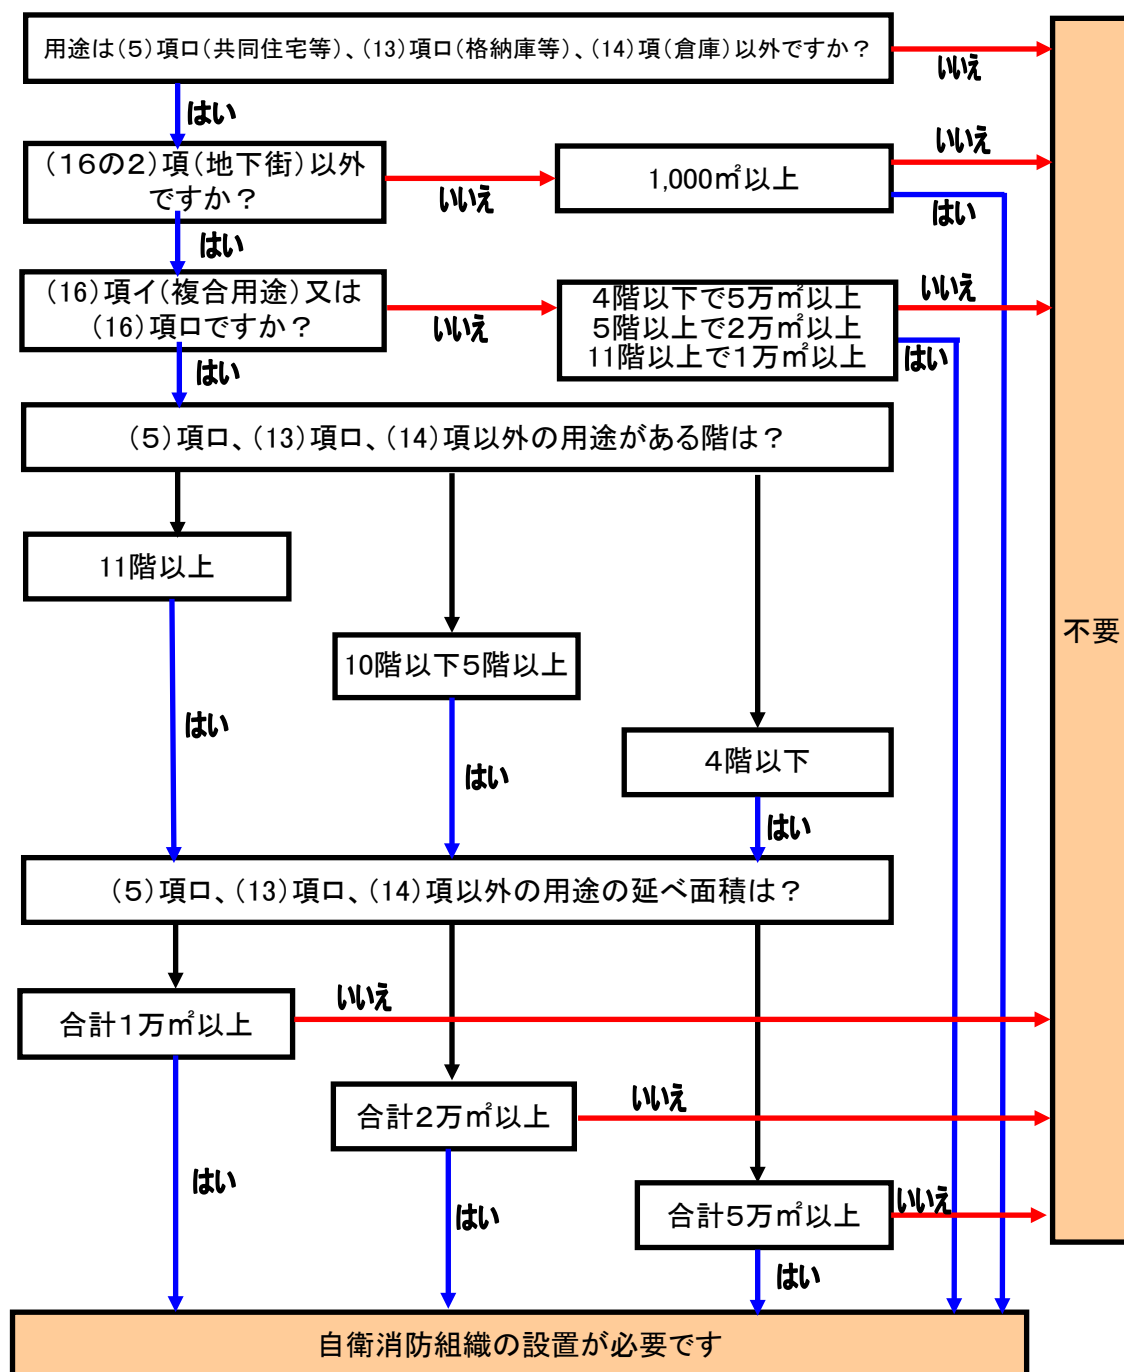 用途は(５)項ロ(共同住宅等)、(13)項ロ(格納庫等)、(14)項(倉庫)以外ですか？
いいえ
はい
(16の２)項(地下街)以外
ですか？
いいえ
1,000㎡以上
いいえ
はい
はい
(16)項イ(複合用途)又は
(16)項ロですか？
いいえ
４階以下で５万㎡以上
５階以上で２万㎡以上
11階以上で１万㎡以上
いいえ
はい
はい
(５)項ロ、(13)項ロ、(14)項以外の用途がある階は？
11階以上
10階以下５階以上
４階以下
はい
はい
はい
不要
(５)項ロ、(13)項ロ、(14)項以外の用途の延べ面積は？
合計１万㎡以上
いいえ
合計２万㎡以上
いいえ
合計５万㎡以上
いいえ
はい
はい
はい
自衛消防組織の設置が必要です